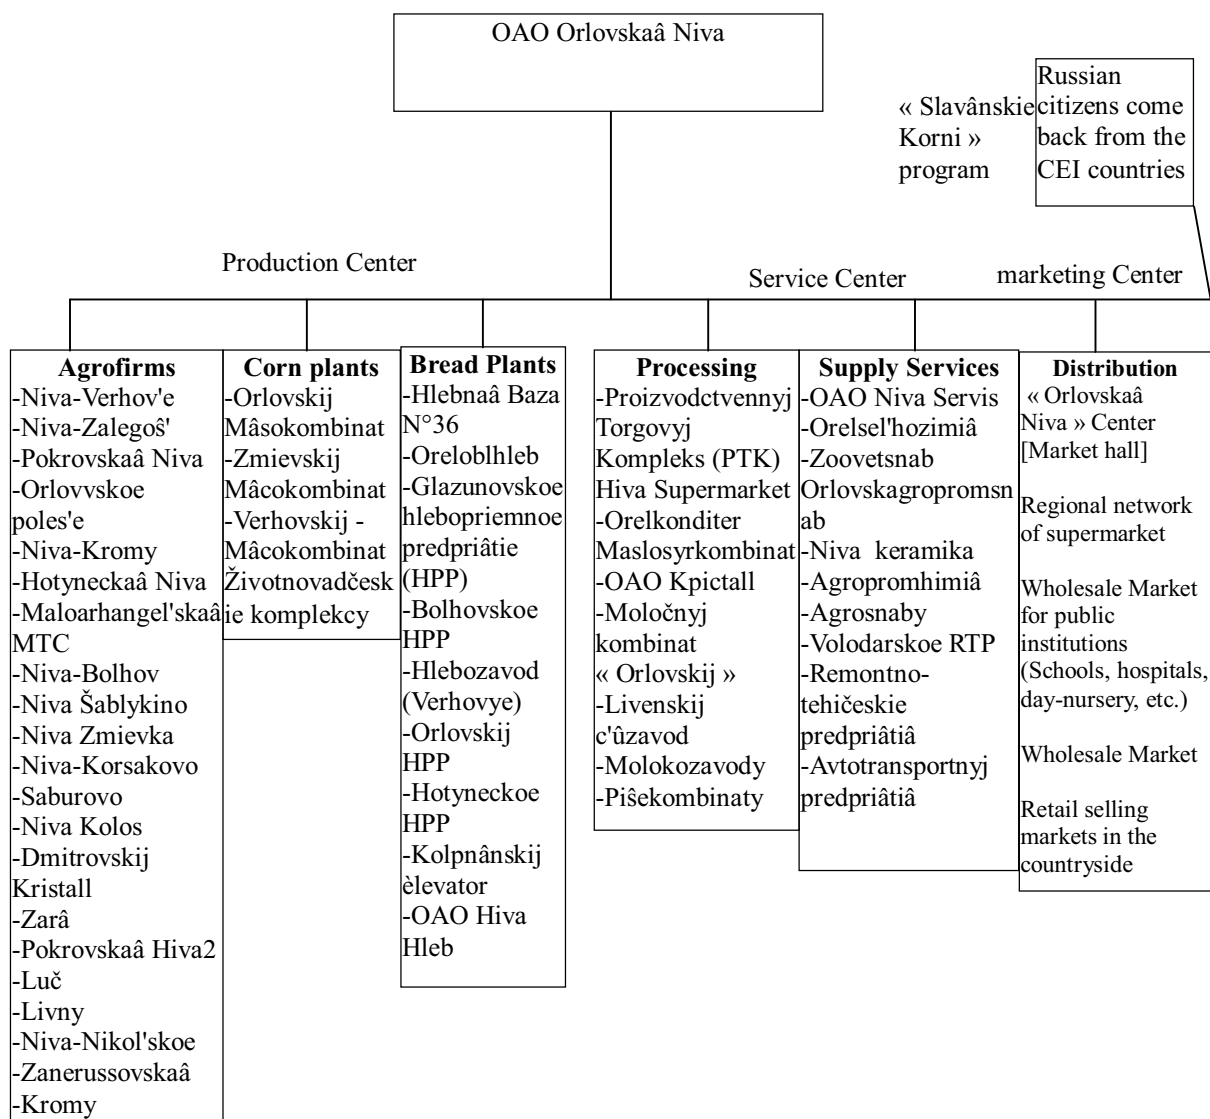 OAO Orlovskaâ Niva
« Slavânskie
Korni »
program
Russian
citizens come
back from the
CEI countries
Production Center
Service Center
marketing Center
Agrofirms
-Niva-Verhov'e
-Niva-Zalegoŝ'
-Pokrovskaâ Niva
-Orlovvskoe
poles'e
-Niva-Kromy
-Hotyneckaâ Niva
-Maloarhangel'skaâ
MTC
-Niva-Bolhov
-Niva Šablykino
-Niva Zmievka
-Niva-Korsakovo
-Saburovo
-Niva Kolos
-Dmitrovskij
Kristall
-Zarâ
-Pokrovskaâ Hiva2
-Luč
-Livny
-Niva-Nikol'skoe
-Zanerussovskaâ
-Kromy
Corn plants
-Orlovskij
Mâsokombinat
-Zmievskij
Mâcokombinat
-Verhovskij -
Mâcokombinat
Životnovadčesk
ie komplekcy
Bread Plants
-Hlebnaâ Baza
N°36
-Oreloblhleb
-Glazunovskoe
hlebopriemnoe
predpriâtie
(HPP)
-Bolhovskoe
HPP
-Hlebozavod
(Verhovye)
-Orlovskij
HPP
-Hotyneckoe
HPP
-Kolpnânskij
èlevator
-OAO Hiva
Hleb
Processing
-Proizvodctvennyj
Torgovyj
Kompleks (PTK)
Hiva Supermarket
-Orelkonditer
Maslosyrkombinat
-OAO Kpictall
-Moločnyj
kombinat
« Orlovskij »
-Livenskij
c'ûzavod
-Molokozavody
-Piŝekombinaty
Supply Services
-OAO Niva Servis
-Orelsel'hozimiâ
-Zoovetsnab
Orlovskagropromsn
ab
-Niva keramika
-Agropromhimiâ
-Agrosnaby
-Volodarskoe RTP
-Remontno-
tehičeskie
predpriâtiâ
-Avtotransportnyj
predpriâtiâ
Distribution
« Orlovskaâ
Niva » Center
[Market hall]
Regional network
of supermarket
Wholesale Market
for public
institutions
(Schools, hospitals,
day-nursery, etc.)
Wholesale Market
Retail selling
markets in the
countryside